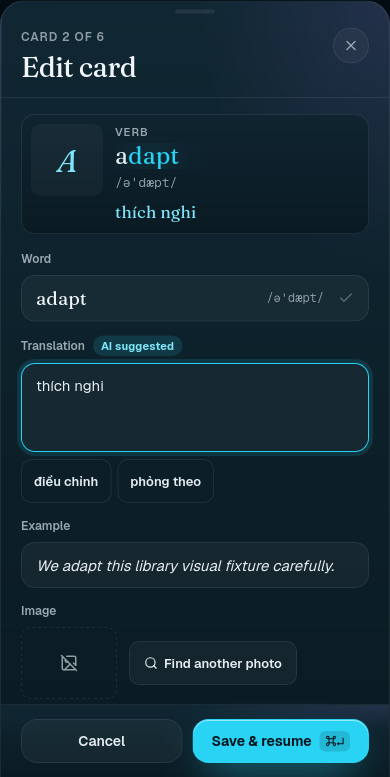 CARD 2 OF 6
Edit card
A
VERB
adapt
/əˈdæpt/
thích nghi
Word
adapt /əˈdæpt/
Translation AI suggested
thích nghi
điều chỉnh phỏng theo
Example
We adapt this library visual fixture carefully.
Image
Find another photo
Cancel Save & resume ⌘↵